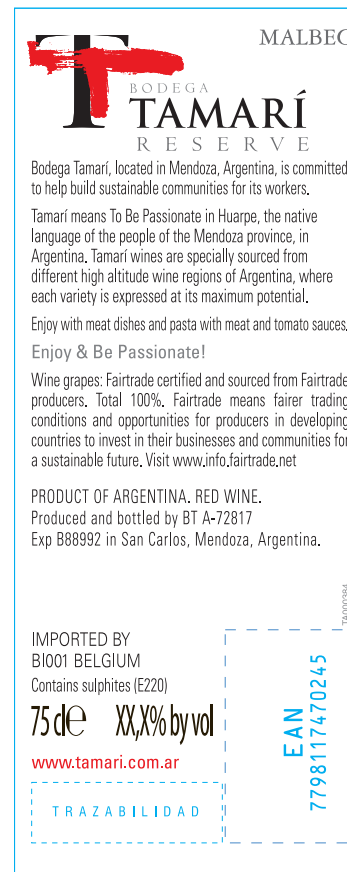 MALBEC
T
BODEGA
TAMARÍ
RESERVE
Bodega Tamarí, located in Mendoza, Argentina, is committed
to help build sustainable communities for its workers.
Tamarí means To Be Passionate in Huarpe, the native
language of the people of the Mendoza province, in
Argentina. Tamarí wines are specially sourced from
different high altitude wine regions of Argentina, where
each variety is expressed at its maximum potential.
Enjoy with meat dishes and pasta with meat and tomato sauces.
Enjoy & Be Passionate!
Wine grapes: Fairtrade certified and sourced from Fairtrade
producers. Total 100%. Fairtrade means fairer trading
conditions and opportunities for producers in developing
countries to invest in their businesses and communities for
a sustainable future. Visit www.info.fairtrade.net
PRODUCT OF ARGENTINA. RED WINE.
Produced and bottled by BT A-72817
Exp B88992 in San Carlos, Mendoza, Argentina.
TA000384
IMPORTED BY
BI001 BELGIUM
Contains sulphites (E220)
75 cl℮ XX,X% by vol
www.tamari.com.ar
TRAZABILIDAD
EAN
7798117470245